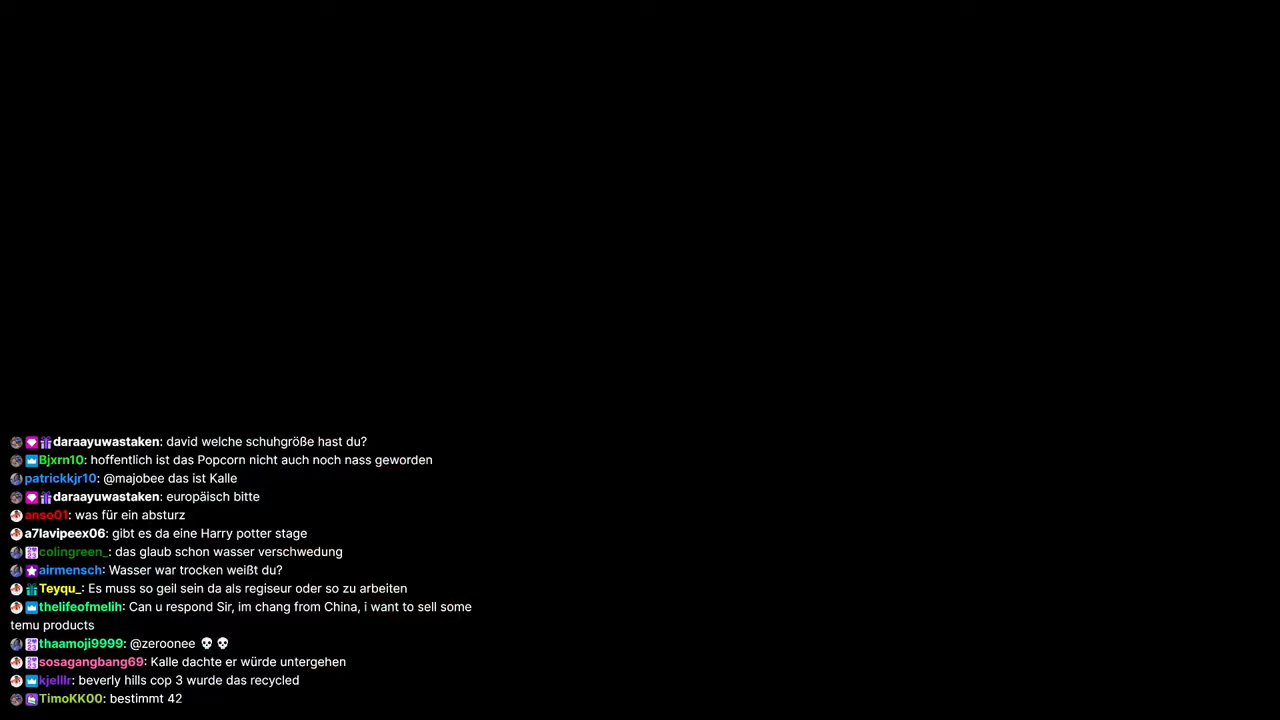 daraayuwastaken: david welche schuhgröße hast du?
Bjxrn10: hoffentlich ist das Popcorn nicht auch noch nass geworden
patrickkjr10: @majobee das ist Kalle
daraayuwastaken: europäisch bitte
anso01: was für ein absturz
a7lavipeex06: gibt es da eine Harry potter stage
colingreen_: das glaub schon wasser verschwedung
airmensch: Wasser war trocken weißt du?
Teyqu_: Es muss so geil sein da als regiseur oder so zu arbeiten
thelifeofmelih: Can u respond Sir, im chang from China, i want to sell some
temu products
thaamoji9999: @zeroonee 💀 💀
sosagangbang69: Kalle dachte er würde untergehen
kjelllr: beverly hills cop 3 wurde das recycled
TimoKK00: bestimmt 42